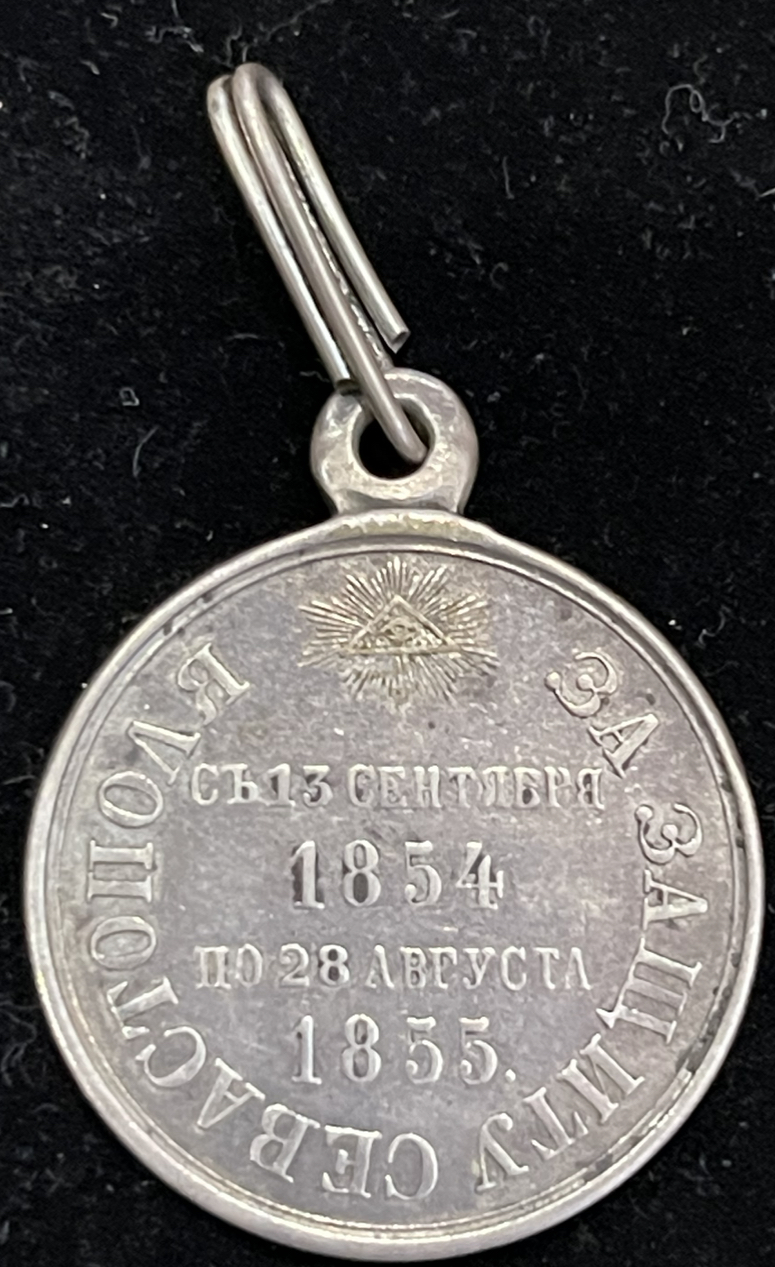 ЗА ЗАЩИТУ СЕВАСТОПОЛЯ
СЪ 13 СЕНТЯБРЯ
1854
ПО 28 АВГУСТА
1855.